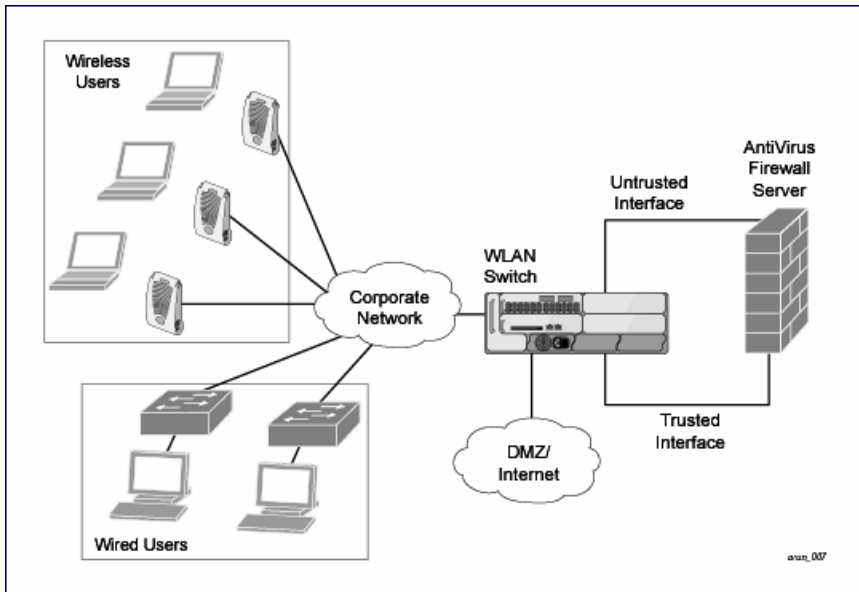 Wireless
Users
AntiVirus
Firewall
Server
Untrusted
Interface
WLAN
Switch
Corporate
Network
Trusted
Interface
DMZ/
Internet
Wired Users
arun_007